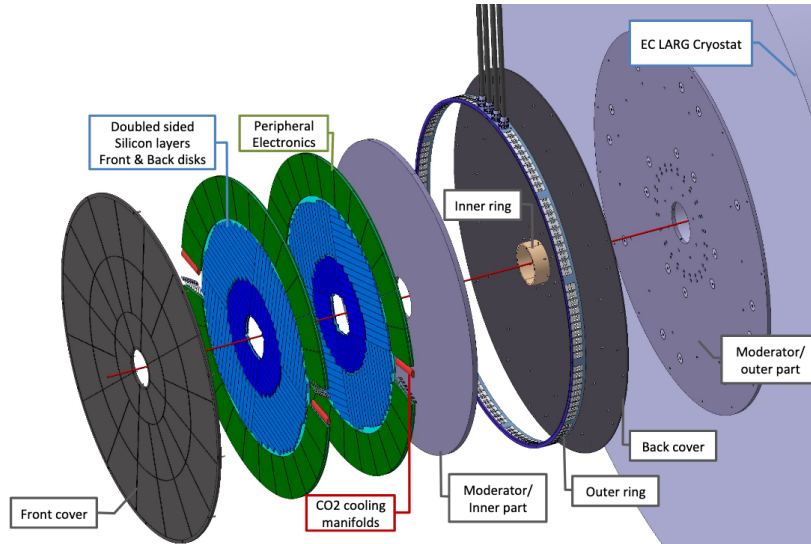 EC LARG Cryostat
Doubled sided
Silicon layers
Front & Back disks
Peripheral
Electronics
Inner ring
Moderator/
outer part
Back cover
Outer ring
Moderator/
Inner part
CO2 cooling
manifolds
Front cover